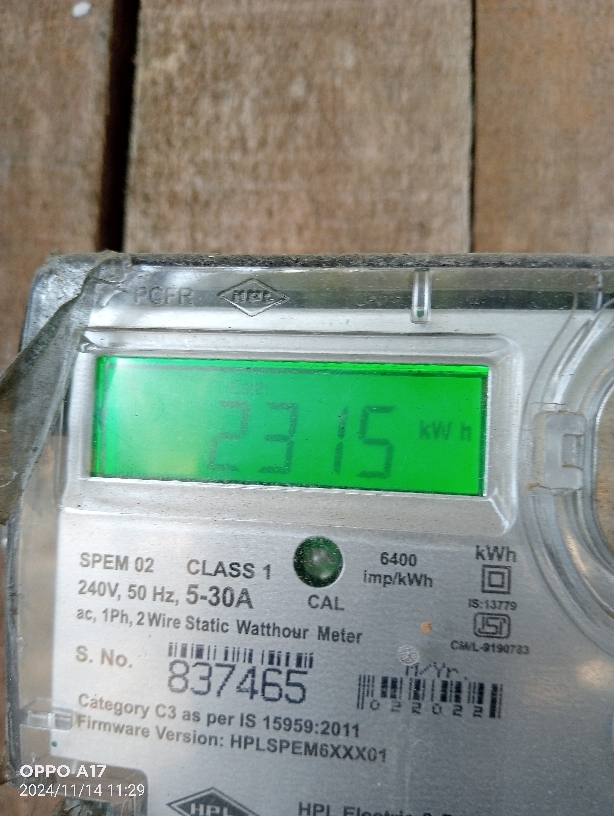 PCFR HPL
2315 kWh
SPEM 02 CLASS 1
6400 imp/kWh
kWh
240V, 50 Hz, 5-30A
CAL
IS:13779
ac, 1Ph, 2 Wire Static Watthour Meter
ISI
CM/L-9190783
S. No.
837465
M/Yr.
022022
Category C3 as per IS 15959:2011
Firmware Version: HPLSPEM6XXX01
HPL
HPL Electric &
OPPO A17
2024/11/14 11:29